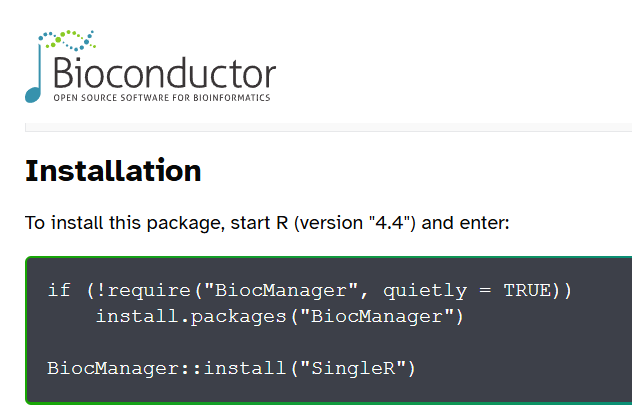 Bioconductor
OPEN SOURCE SOFTWARE FOR BIOINFORMATICS
Installation
To install this package, start R (version "4.4") and enter:
if (!require("BiocManager", quietly = TRUE))
    install.packages("BiocManager")
BiocManager::install("SingleR")